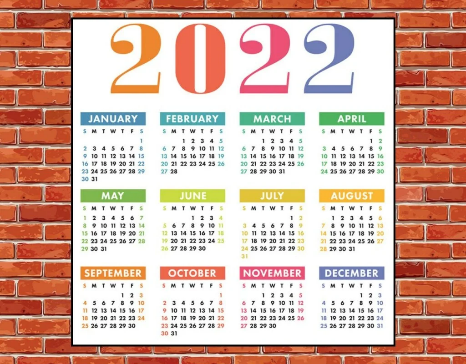 2022
JANUARY
S M T W T F S
1
2 3 4 5 6 7 8
9 10 11 12 13 14 15
16 17 18 19 20 21 22
23 24 25 26 27 28 29
30 31
FEBRUARY
S M T W T F S
1 2 3 4 5
6 7 8 9 10 11 12
13 14 15 16 17 18 19
20 21 22 23 24 25 26
27 28
MARCH
S M T W T F S
1 2 3 4 5
6 7 8 9 10 11 12
13 14 15 16 17 18 19
20 21 22 23 24 25 26
27 28 29 30 31
APRIL
S M T W T F S
1 2
3 4 5 6 7 8 9
10 11 12 13 14 15 16
17 18 19 20 21 22 23
24 25 26 27 28 29 30
MAY
S M T W T F S
1 2 3 4 5 6 7
8 9 10 11 12 13 14
15 16 17 18 19 20 21
22 23 24 25 26 27 28
29 30 31
JUNE
S M T W T F S
1 2 3 4
5 6 7 8 9 10 11
12 13 14 15 16 17 18
19 20 21 22 23 24 25
26 27 28 29 30
JULY
S M T W T F S
1 2
3 4 5 6 7 8 9
10 11 12 13 14 15 16
17 18 19 20 21 22 23
24 25 26 27 28 29 30
31
AUGUST
S M T W T F S
1 2 3 4 5 6
7 8 9 10 11 12 13
14 15 16 17 18 19 20
21 22 23 24 25 26 27
28 29 30 31
SEPTEMBER
S M T W T F S
1 2 3
4 5 6 7 8 9 10
11 12 13 14 15 16 17
18 19 20 21 22 23 24
25 26 27 28 29 30
OCTOBER
S M T W T F S
1
2 3 4 5 6 7 8
9 10 11 12 13 14 15
16 17 18 19 20 21 22
23 24 25 26 27 28 29
30 31
NOVEMBER
S M T W T F S
1 2 3 4 5
6 7 8 9 10 11 12
13 14 15 16 17 18 19
20 21 22 23 24 25 26
27 28 29 30
DECEMBER
S M T W T F S
1 2 3
4 5 6 7 8 9 10
11 12 13 14 15 16 17
18 19 20 21 22 23 24
25 26 27 28 29 30 31